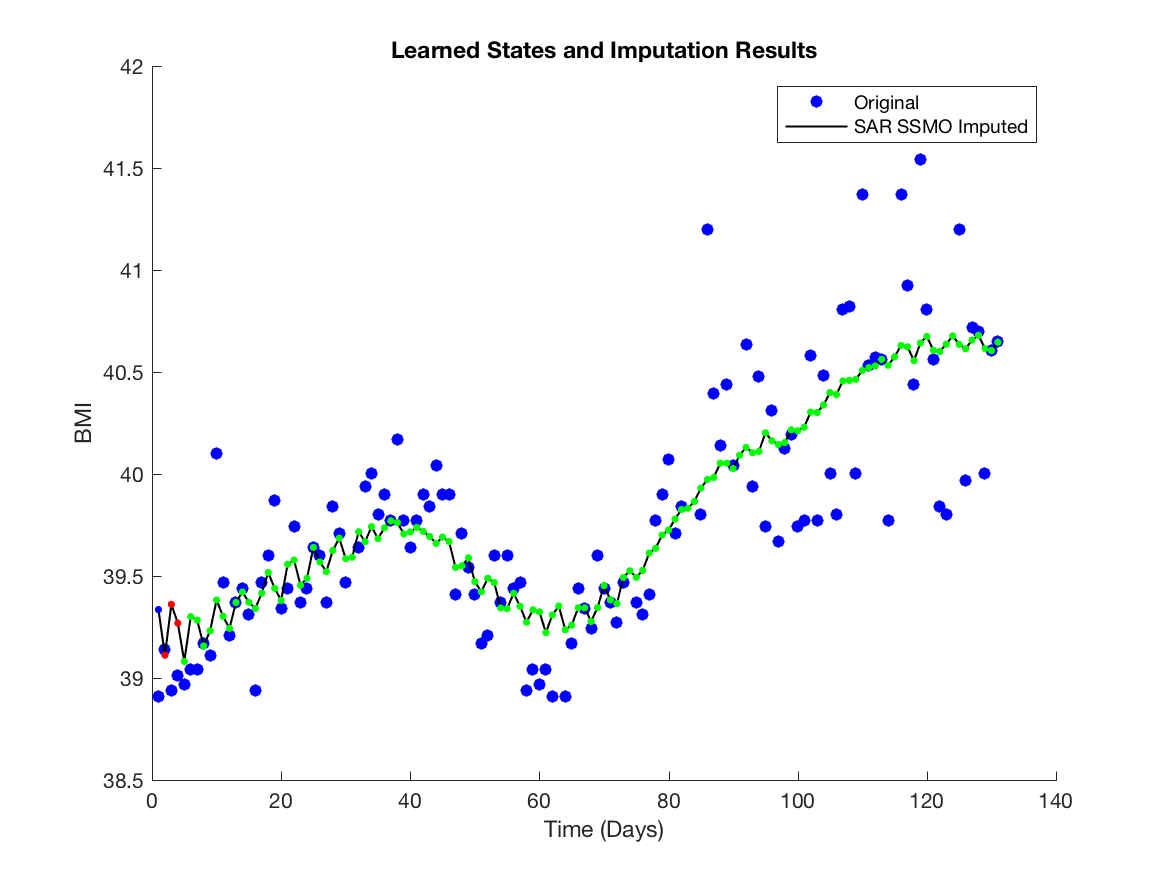 Learned States and Imputation Results
42
41.5
41
40.5
40
39.5
39
38.5
BMI
Original
SAR SSMO Imputed
0 20 40 60 80 100 120 140
Time (Days)